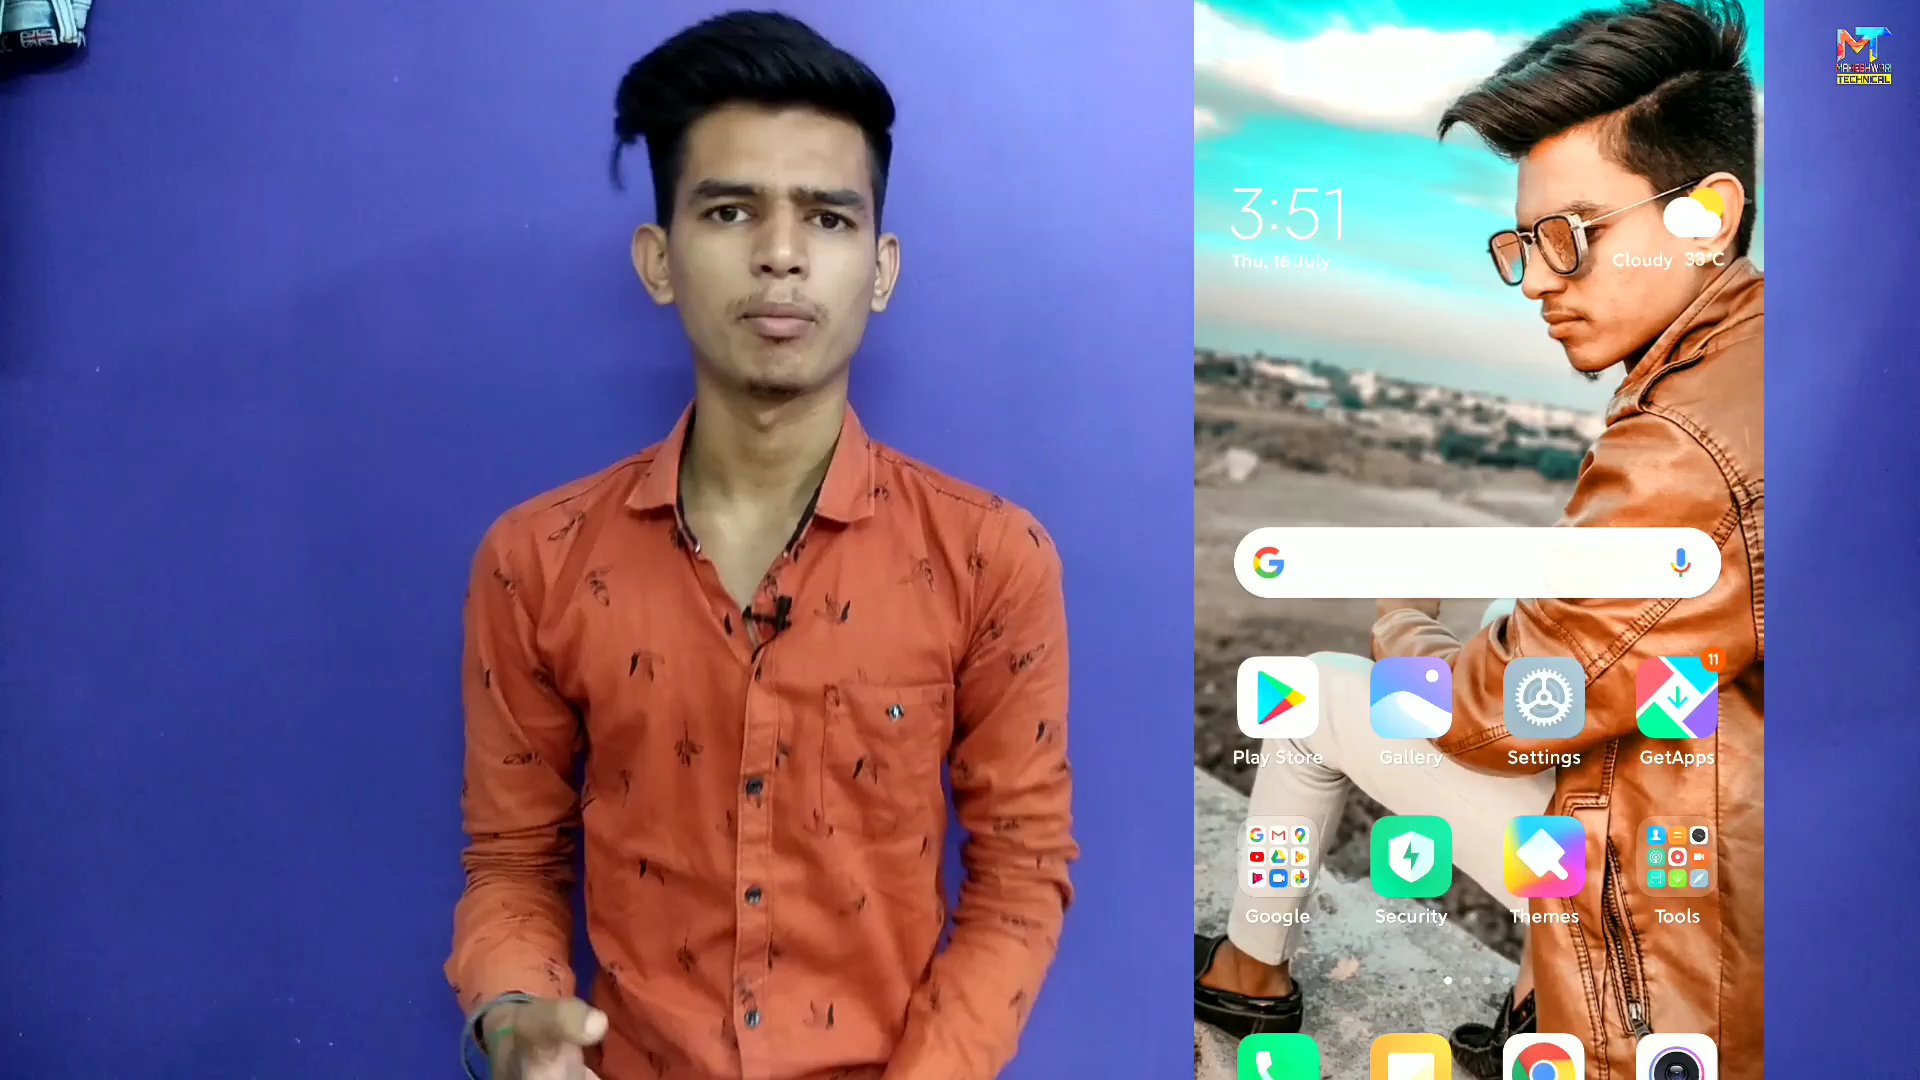 MT
MAHESHWARI
TECHNICAL
3:51
Thu, 16 July
Cloudy 33°C
11
Play Store
Gallery
Settings
GetApps
Google
Security
Themes
Tools